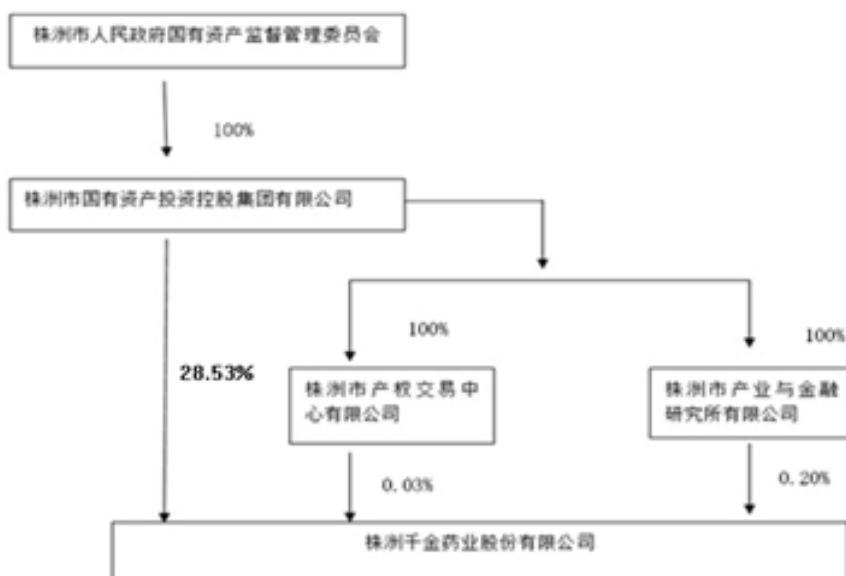 株洲市人民政府国有资产监督管理委员会
100%
株洲市国有资产投资控股集团有限公司
100%
100%
28.53%
株洲市产权交易中
心有限公司
株洲市产业与金融
研究所有限公司
0.03%
0.20%
株洲千金药业股份有限公司